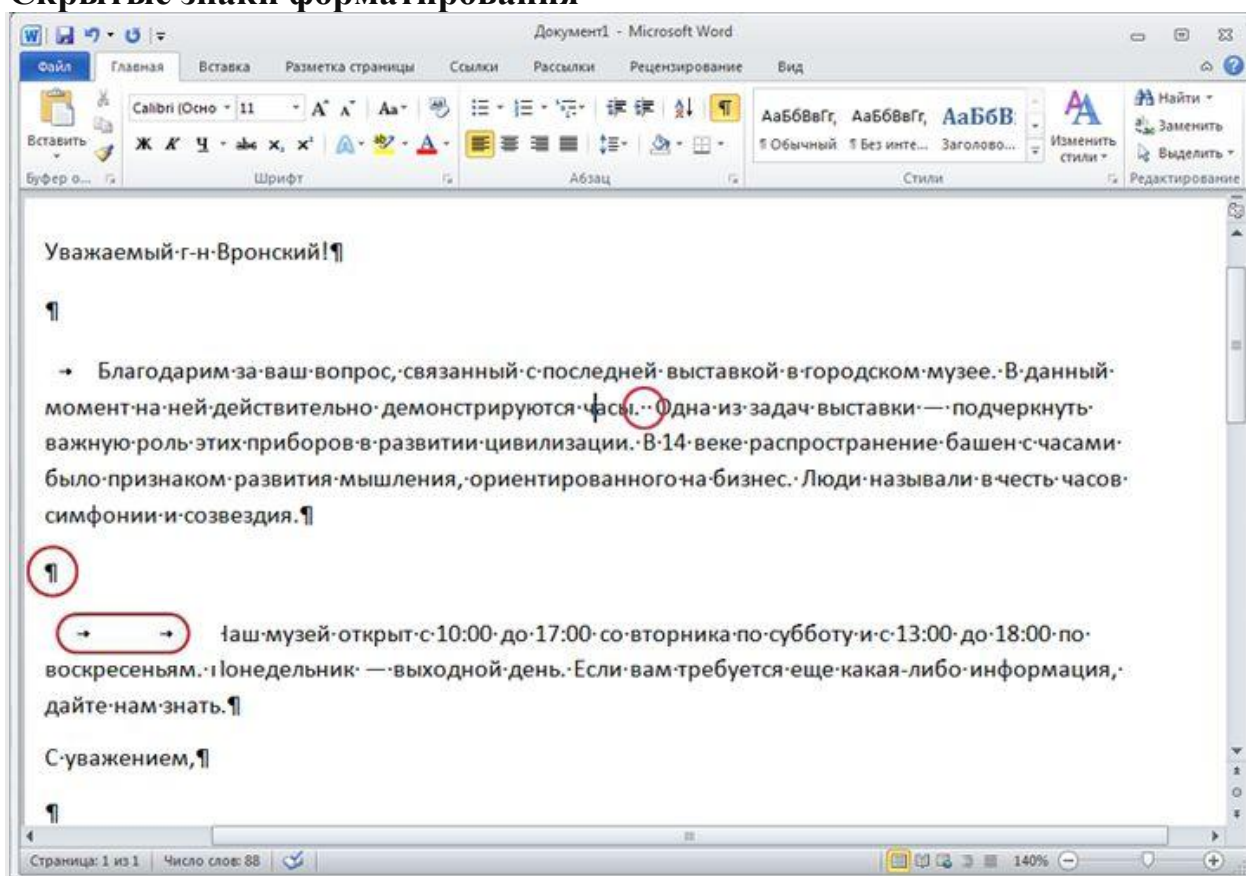 Скрытые знаки форматирования
Документ1 - Microsoft Word
Файл Главная Вставка Разметка страницы Ссылки Рассылки Рецензирование Вид
Calibri (Осно 11 Аа
АаБбВвГг, АаБбВвГг, АаБбВ
Найти
Заменить
Вставить
Ж К Ч abc x, x² А ab А
¶ Обычный ¶ Без инте... Заголово...
Изменить стили
Выделить
Буфер о... Шрифт Абзац Стили Редактирование
Уважаемый·г-н·Вронский!¶
¶
→ Благодарим·за·ваш·вопрос,·связанный·с·последней·выставкой·в·городском·музее.·В·данный·
момент·на·ней·действительно·демонстрируются·часы.··Одна·из·задач·выставки·—·подчеркнуть·
важную·роль·этих·приборов·в·развитии·цивилизации.·В·14·веке·распространение·башен·с·часами·
было·признаком·развития·мышления,·ориентированного·на·бизнес.·Люди·называли·в·честь·часов·
симфонии·и·созвездия.¶
¶
→ → Наш·музей·открыт·с·10:00·до·17:00·со·вторника·по·субботу·и·с·13:00·до·18:00·по·
воскресеньям.·Понедельник·—·выходной·день.·Если·вам·требуется·еще·какая-либо·информация,·
дайте·нам·знать.¶
С·уважением,¶
¶
Страница: 1 из 1 Число слов: 88 140%